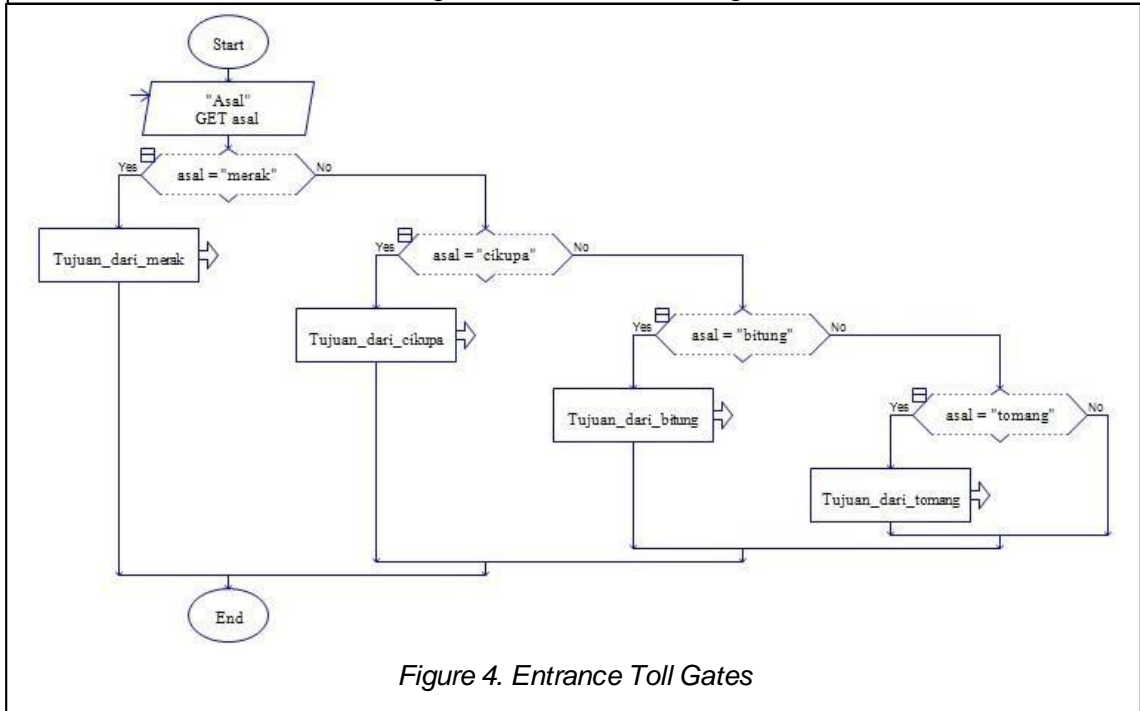 Start
"Asal"
GET asal
Yes
asal = "merak"
No
Tujuan_dari_merak
Yes
asal = "cikupa"
No
Tujuan_dari_cikupa
Yes
asal = "bitung"
No
Tujuan_dari_bitung
Yes
asal = "tomang"
No
Tujuan_dari_tomang
End
Figure 4. Entrance Toll Gates